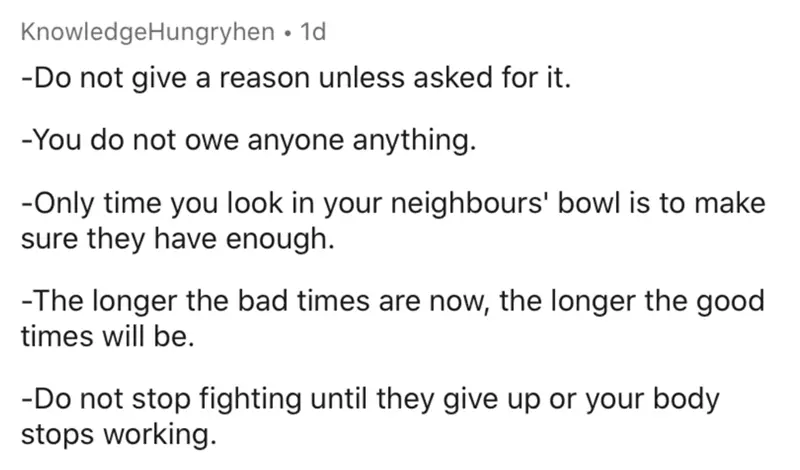 KnowledgeHungryhen • 1d
-Do not give a reason unless asked for it.
-You do not owe anyone anything.
-Only time you look in your neighbours' bowl is to make
sure they have enough.
-The longer the bad times are now, the longer the good
times will be.
-Do not stop fighting until they give up or your body
stops working.